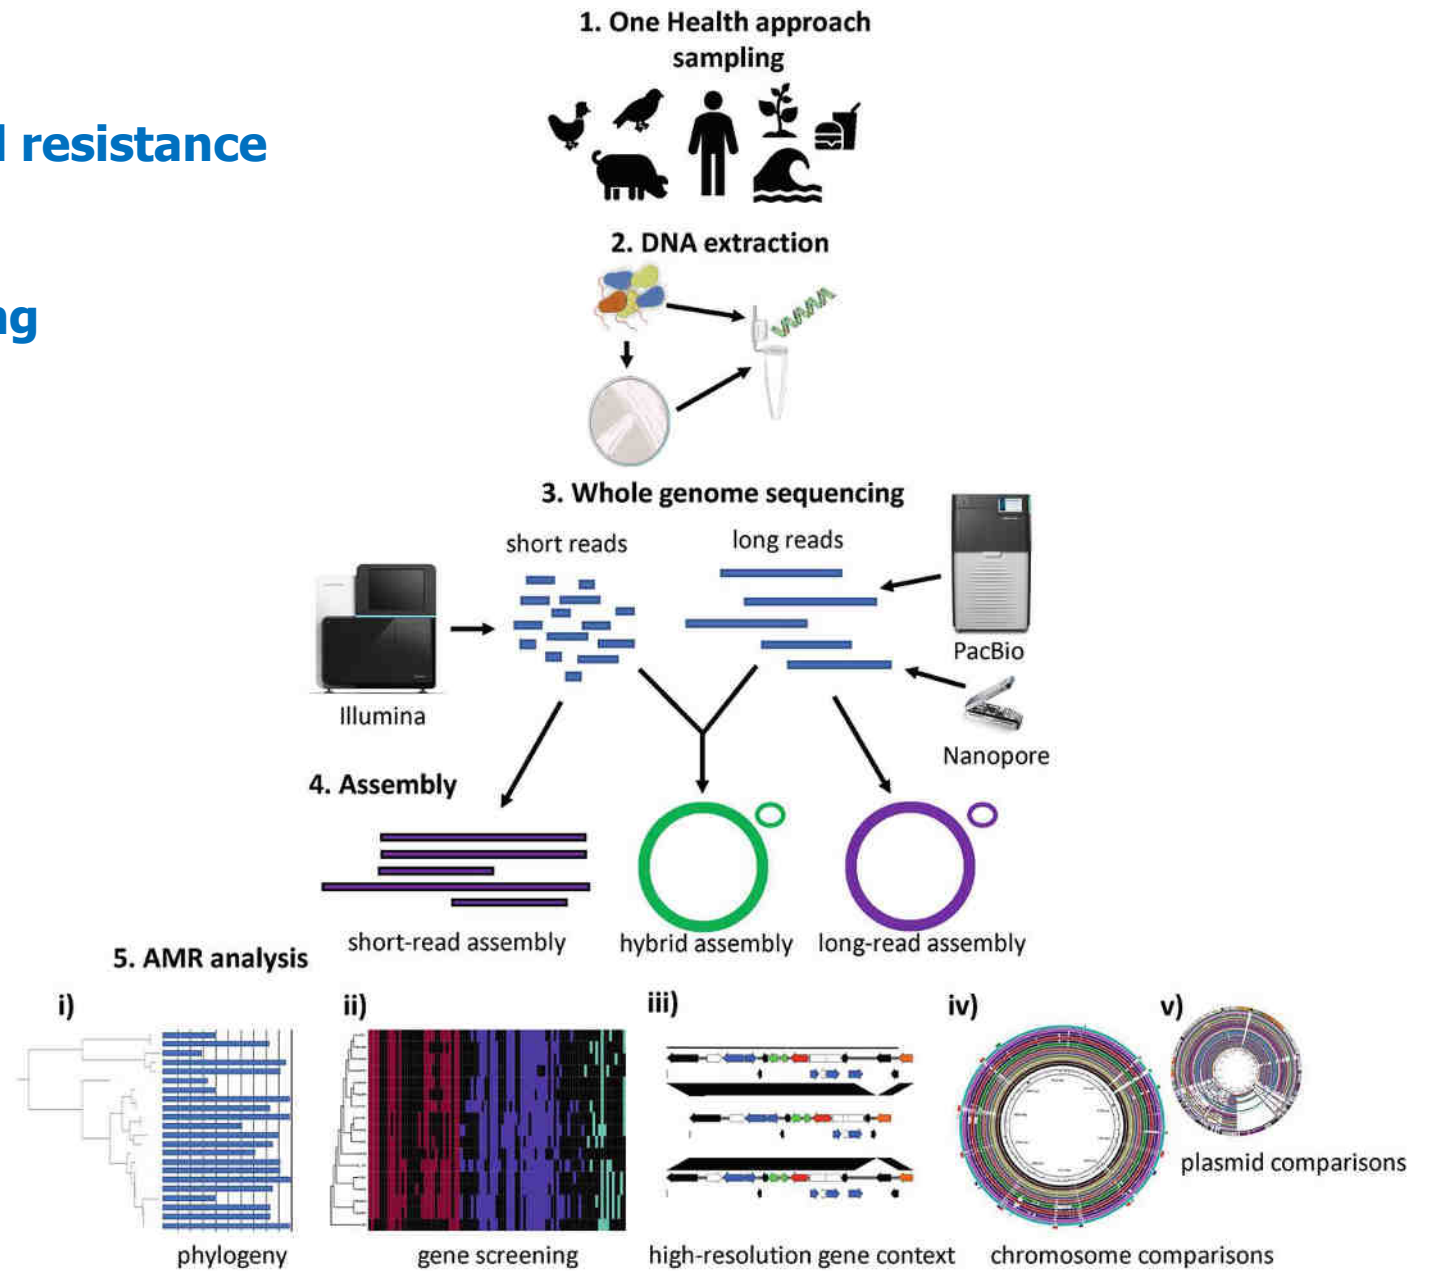 1. One Health approach
sampling
l resistance
2. DNA extraction
ng
3. Whole genome sequencing
short reads
long reads
PacBio
Illumina
Nanopore
4. Assembly
short-read assembly
hybrid assembly
long-read assembly
5. AMR analysis
i)
ii)
iii)
iv)
v)
plasmid comparisons
phylogeny
gene screening
high-resolution gene context
chromosome comparisons